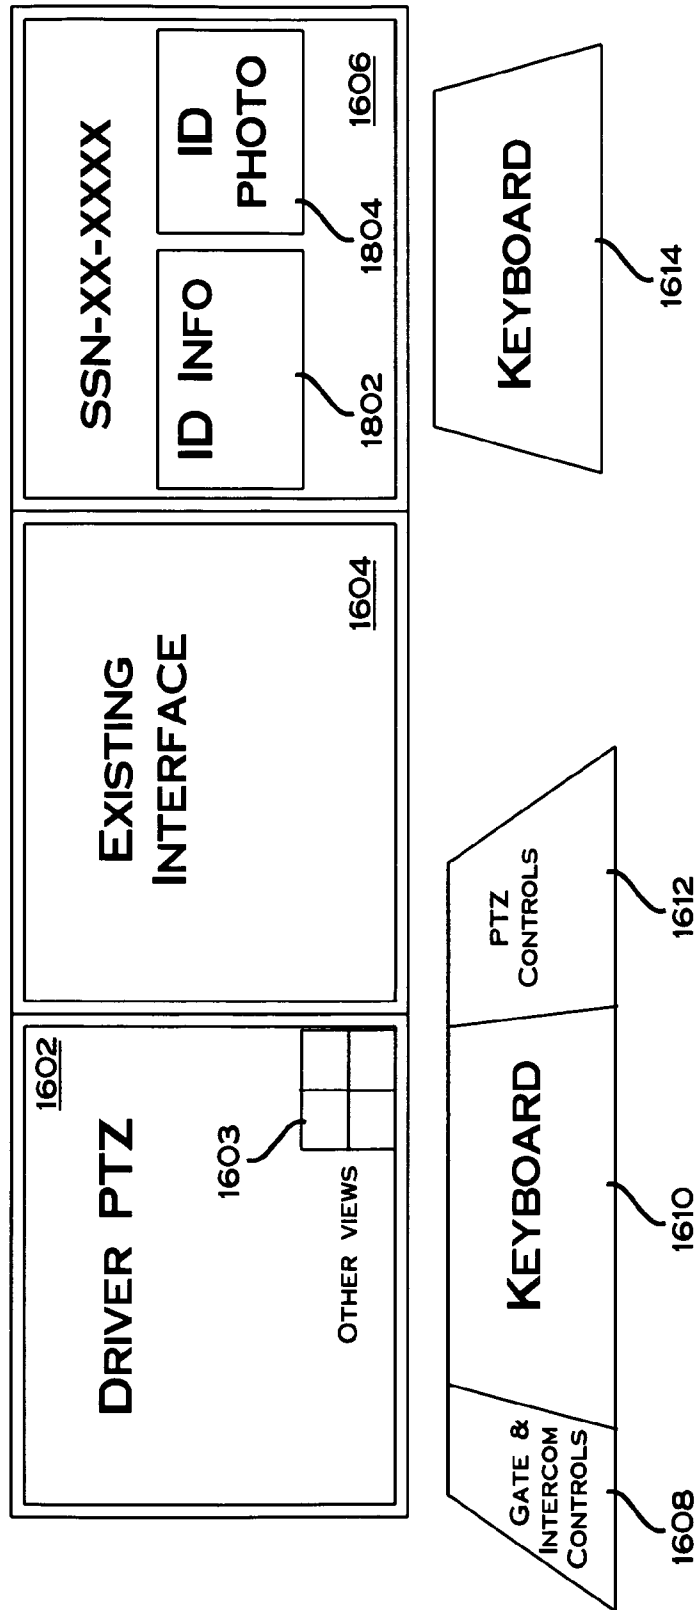 DRIVER PTZ
1602
1603
OTHER VIEWS
EXISTING
INTERFACE
1604
SSN-XX-XXXX
ID INFO
1802
ID
PHOTO
1804
1606
GATE &
INTERCOM
CONTROLS
1608
KEYBOARD
1610
PTZ
CONTROLS
1612
KEYBOARD
1614